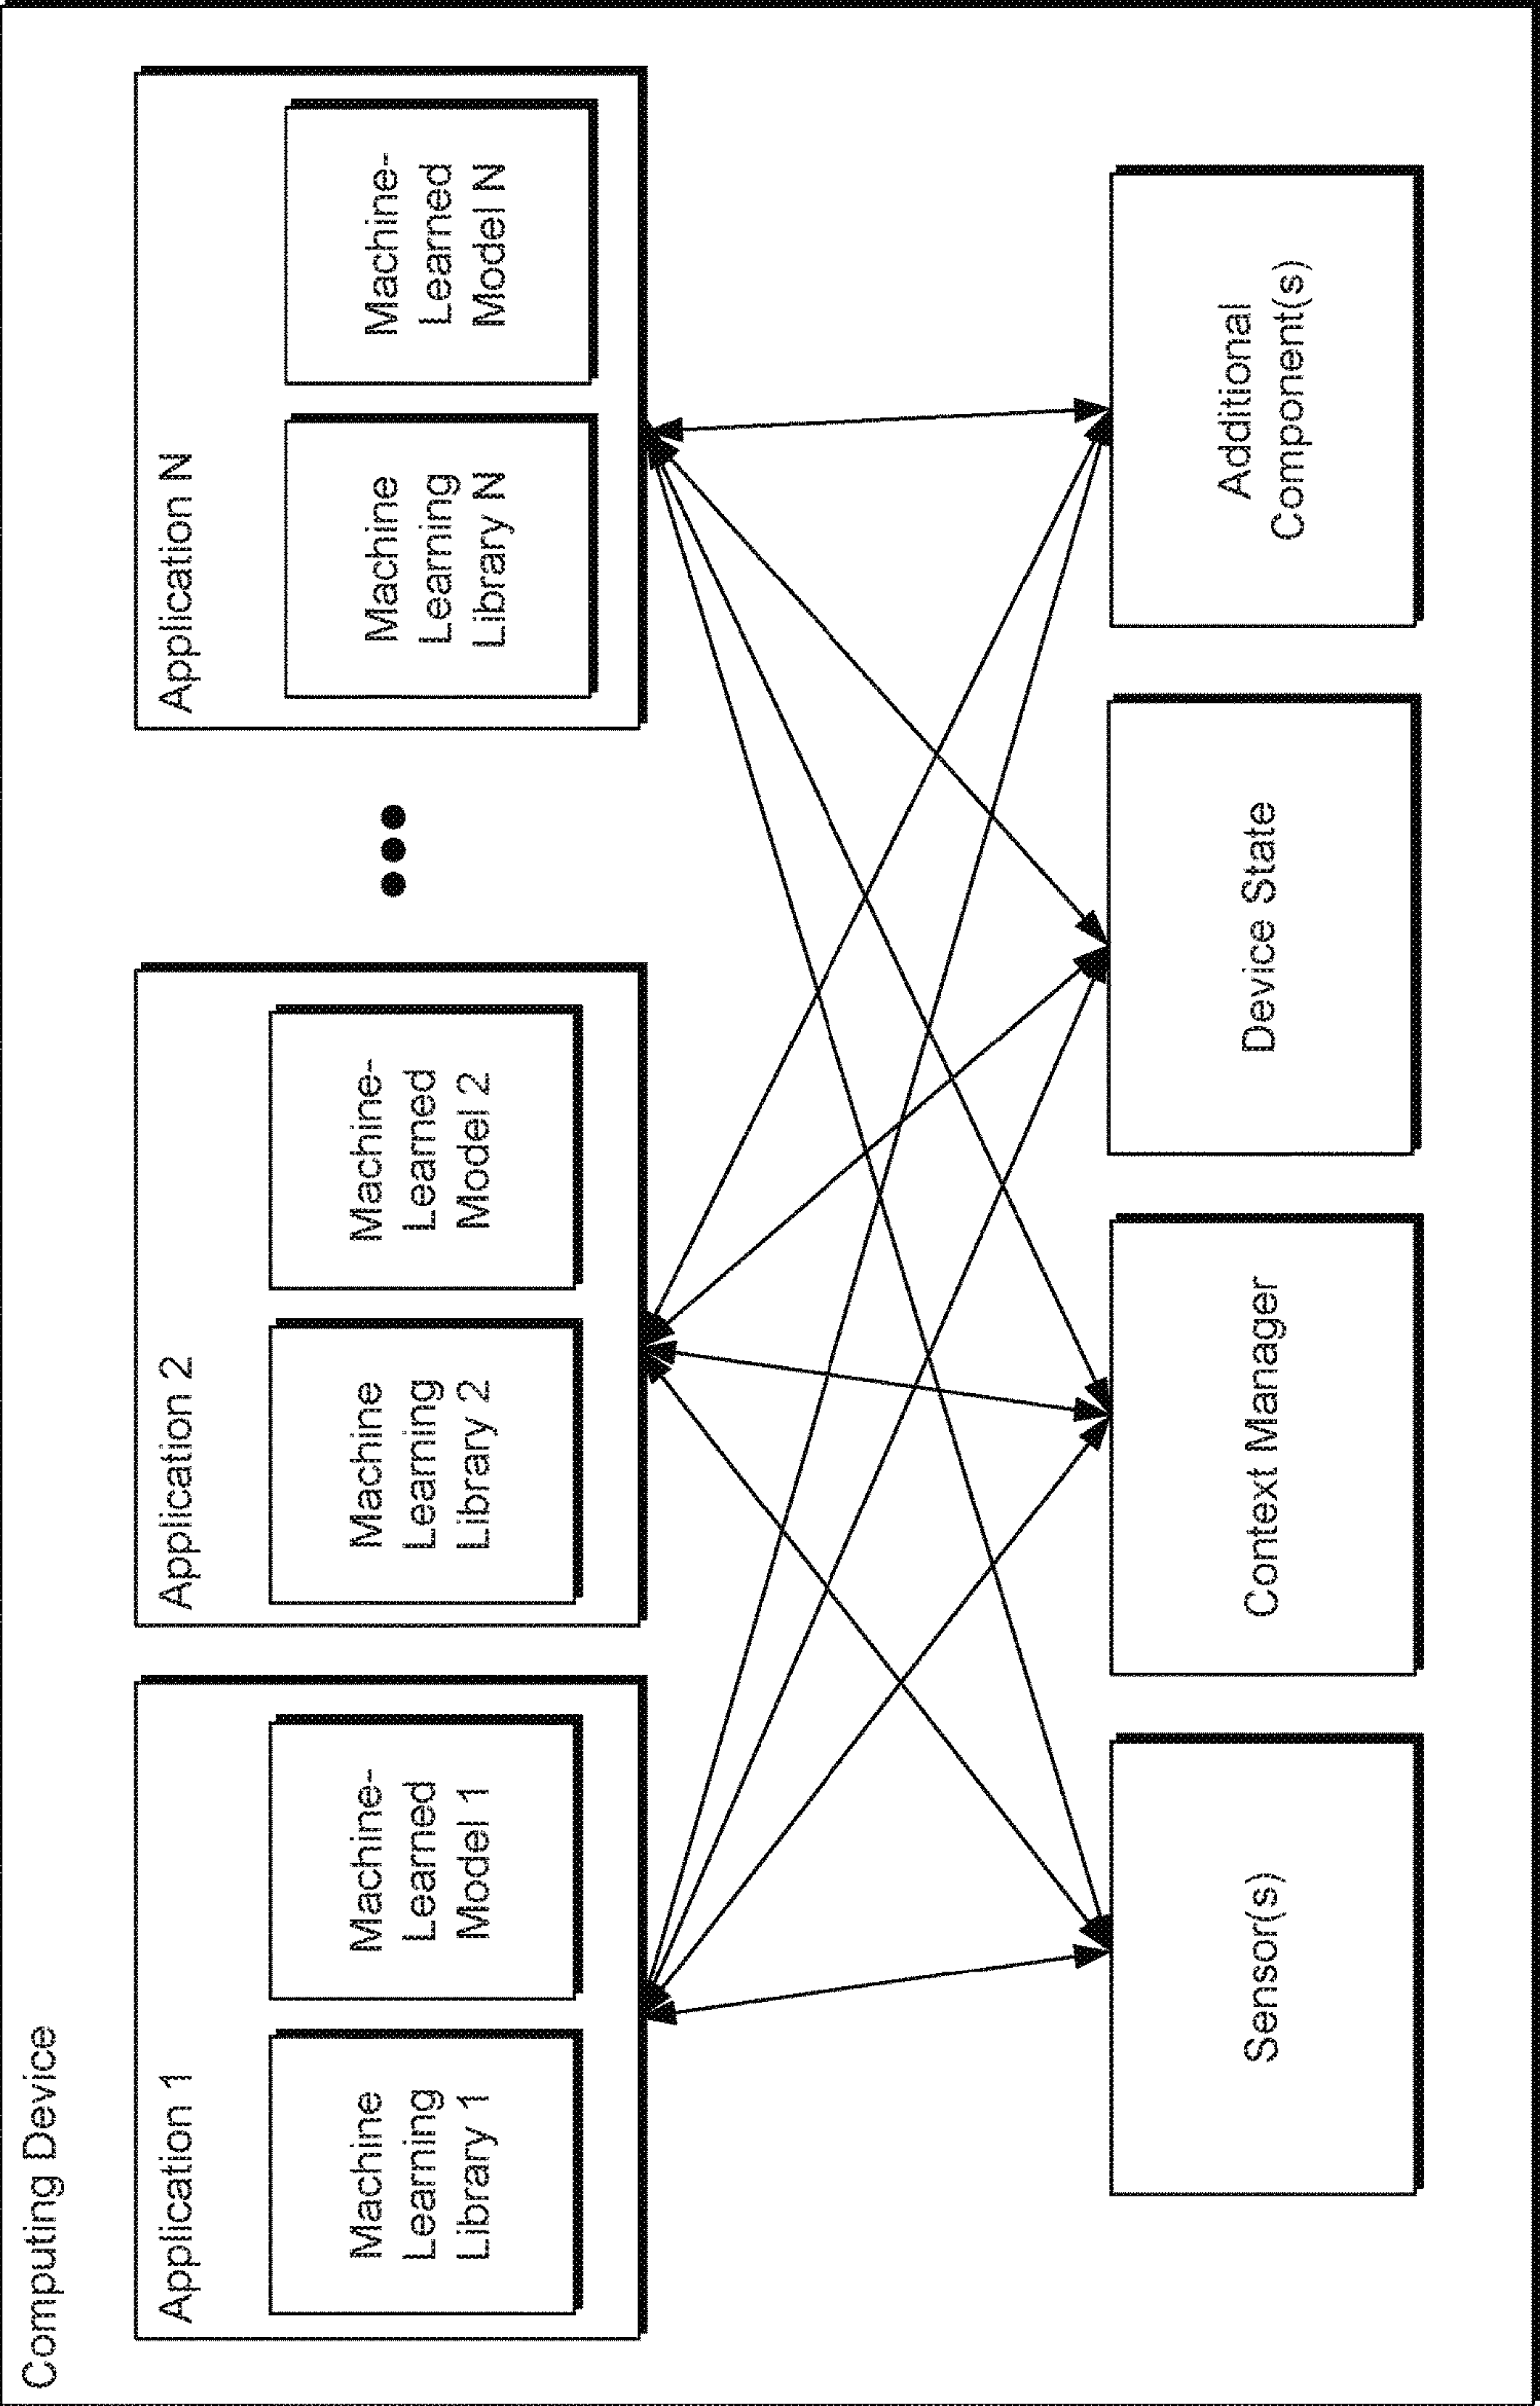 Computing Device
Application 1
Machine
Learning
Library 1
Machine-
Learned
Model 1
Application 2
Machine
Learning
Library 2
Machine-
Learned
Model 2
Application N
Machine
Learning
Library N
Machine-
Learned
Model N
Sensor(s)
Context Manager
Device State
Additional
Component(s)